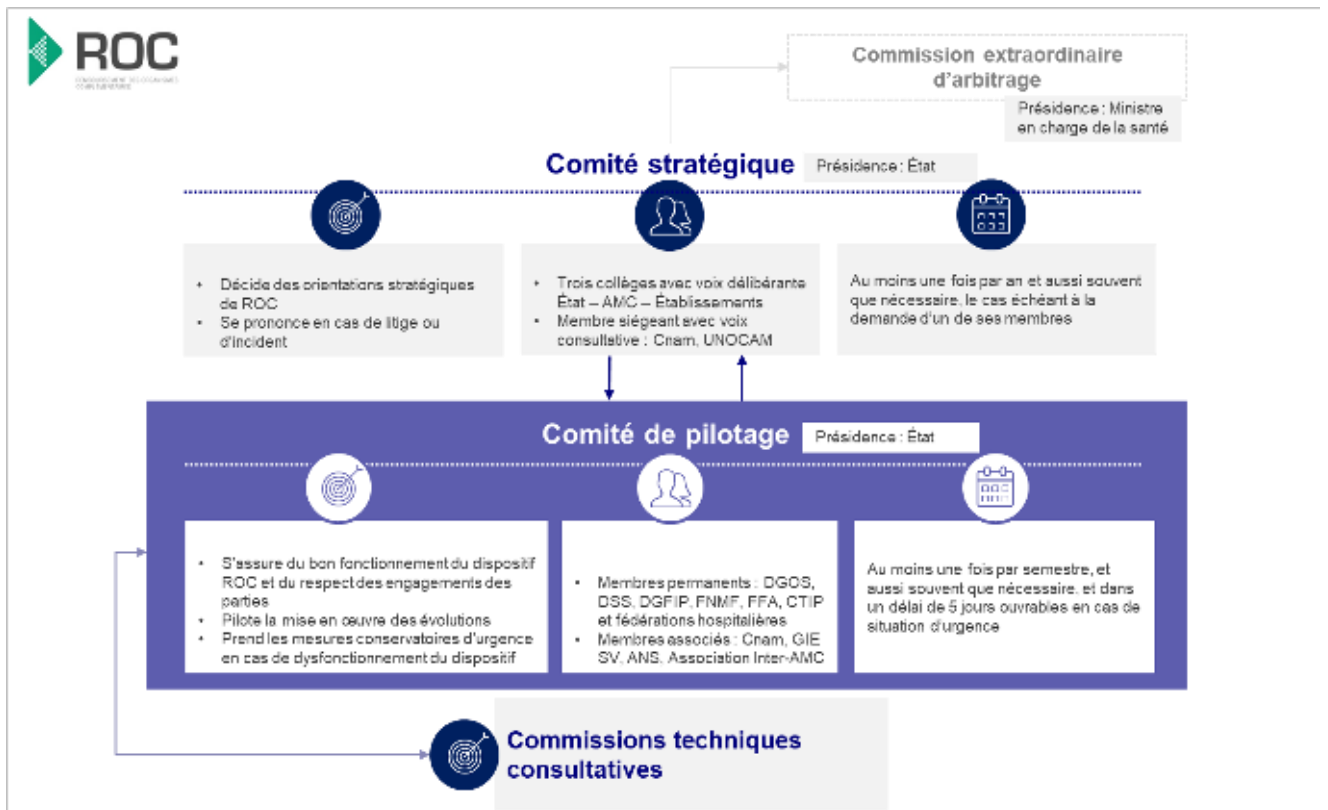 ROC
REMBOURSEMENT DES ORGANISMES
COMPLEMENTAIRES
Commission extraordinaire
d'arbitrage
Présidence : Ministre
en charge de la santé
Comité stratégique
Présidence : État
• Décide des orientations stratégiques
de ROC
• Se prononce en cas de litige ou
d'incident
• Trois collèges avec voix délibérante
État – AMC – Établissements
• Membre siégeant avec voix
consultative : Cnam, UNOCAM
Au moins une fois par an et aussi souvent
que nécessaire, le cas échéant à la
demande d'un de ses membres
Comité de pilotage
Présidence : État
• S'assure du bon fonctionnement du dispositif
ROC et du respect des engagements des
parties
• Pilote la mise en œuvre des évolutions
• Prend les mesures conservatoires d'urgence
en cas de dysfonctionnement du dispositif
• Membres permanents : DGOS,
DSS, DGFIP, FNMF, FFA, CTIP
et fédérations hospitalières
• Membres associés : Cnam, GIE
SV, ANS, Association Inter-AMC
Au moins une fois par semestre, et
aussi souvent que nécessaire, et dans
un délai de 5 jours ouvrables en cas de
situation d'urgence
Commissions techniques
consultatives